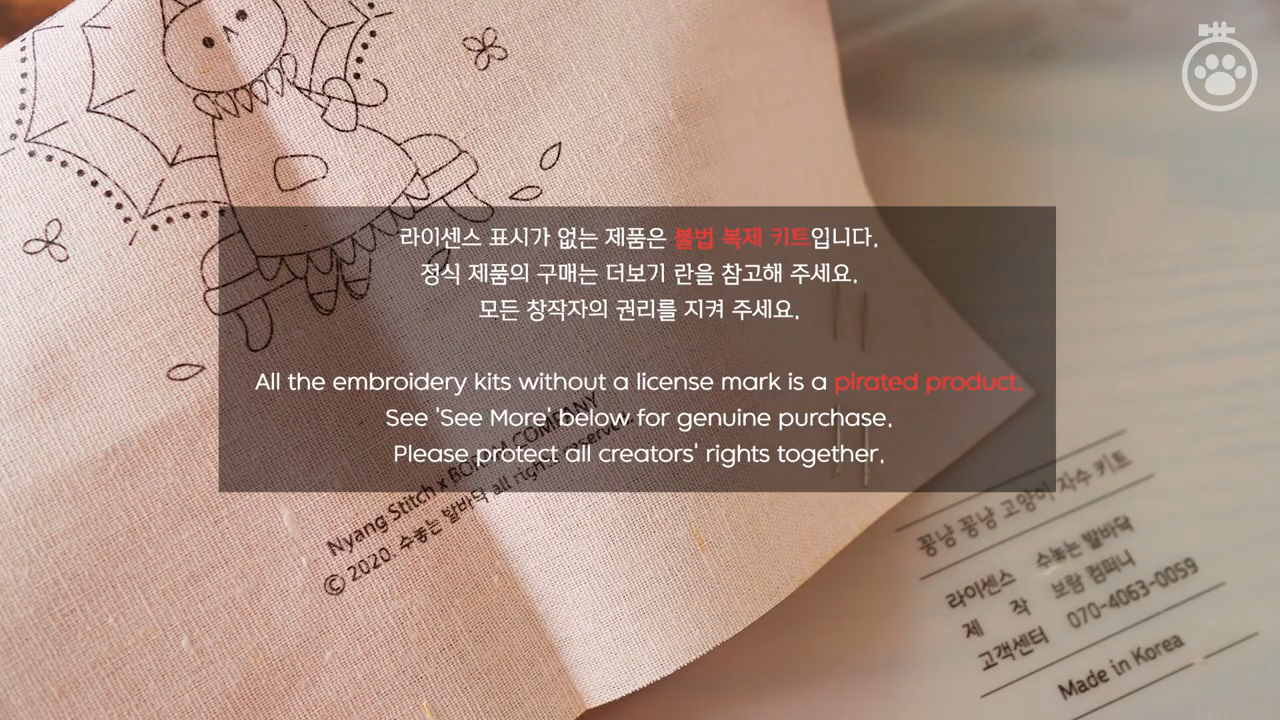 라이센스 표시가 없는 제품은 불법 복제 키트입니다.
정식 제품의 구매는 더보기 란을 참고해 주세요.
모든 창작자의 권리를 지켜 주세요.
All the embroidery kits without a license mark is a pirated product.
See 'See More' below for genuine purchase.
Please protect all creators' rights together.
Nyang Stitch x BORAM COMPANY
© 2020. 수놓는 발바닥 all rights reserved.
꽁냥 꽁냥 고양이 자수 키트
라이센스 수놓는 발바닥
제 작 보람 컴퍼니
고객센터 070-4063-0059
Made in Korea